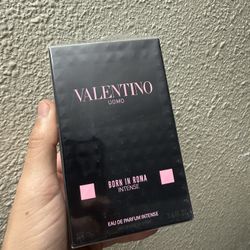 VALENTINO
UOMO
BORN IN ROMA
INTENSE
EAU DE PARFUM INTENSE